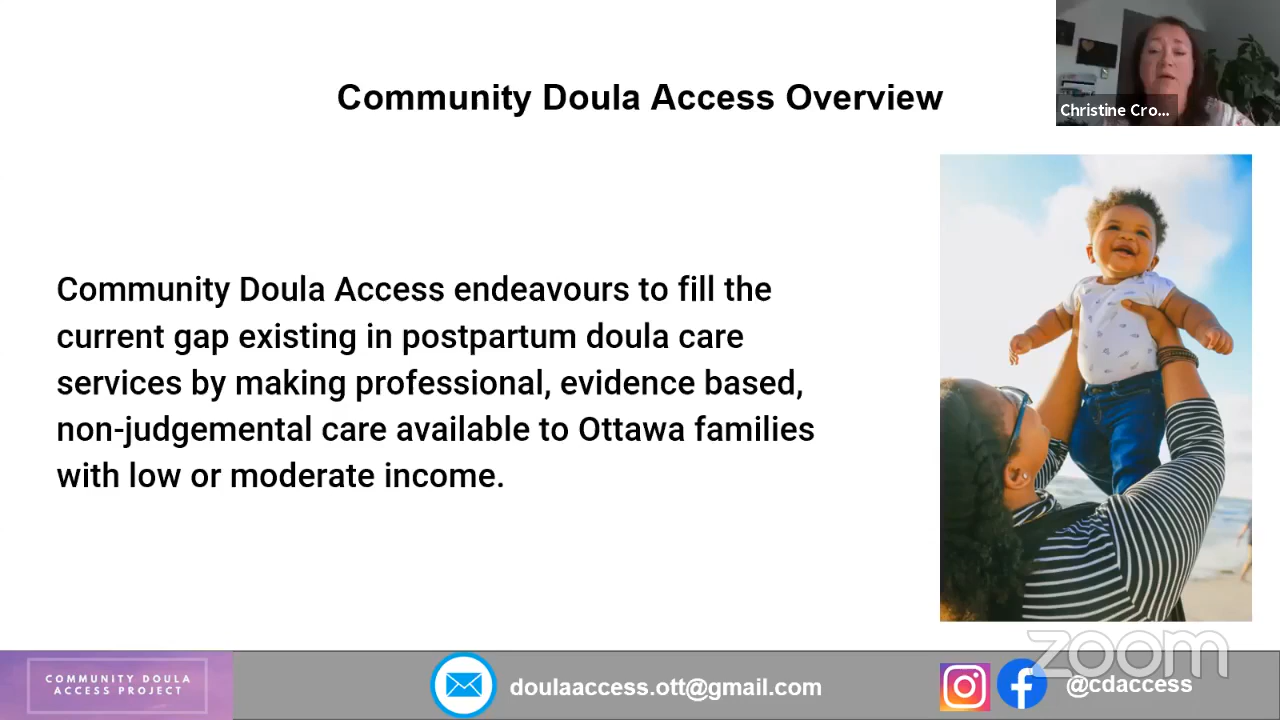 Community Doula Access Overview
Christine Cro...
Community Doula Access endeavours to fill the
current gap existing in postpartum doula care
services by making professional, evidence based,
non-judgemental care available to Ottawa families
with low or moderate income.
COMMUNITY DOULA
ACCESS PROJECT
doulaaccess.ott@gmail.com
@cdaccess
zoom